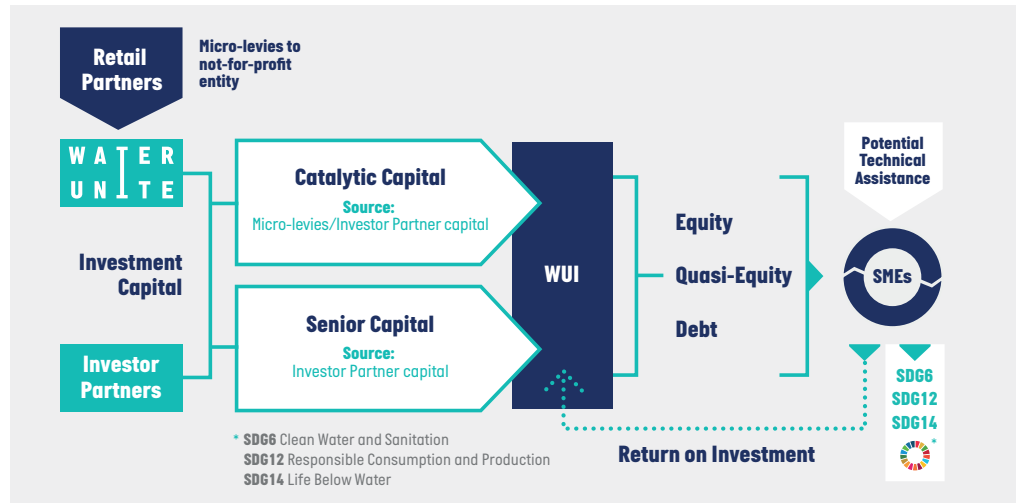 Retail
Partners
Micro-levies to
not-for-profit
entity
WATER
UNITE
Investment
Capital
Investor
Partners
Catalytic Capital
Source:
Micro-levies/Investor Partner capital
Senior Capital
Source:
Investor Partner capital
WUI
Equity
Quasi-Equity
Debt
Potential
Technical
Assistance
SMEs
SDG6
SDG12
SDG14
*
Return on Investment
* SDG6 Clean Water and Sanitation
SDG12 Responsible Consumption and Production
SDG14 Life Below Water